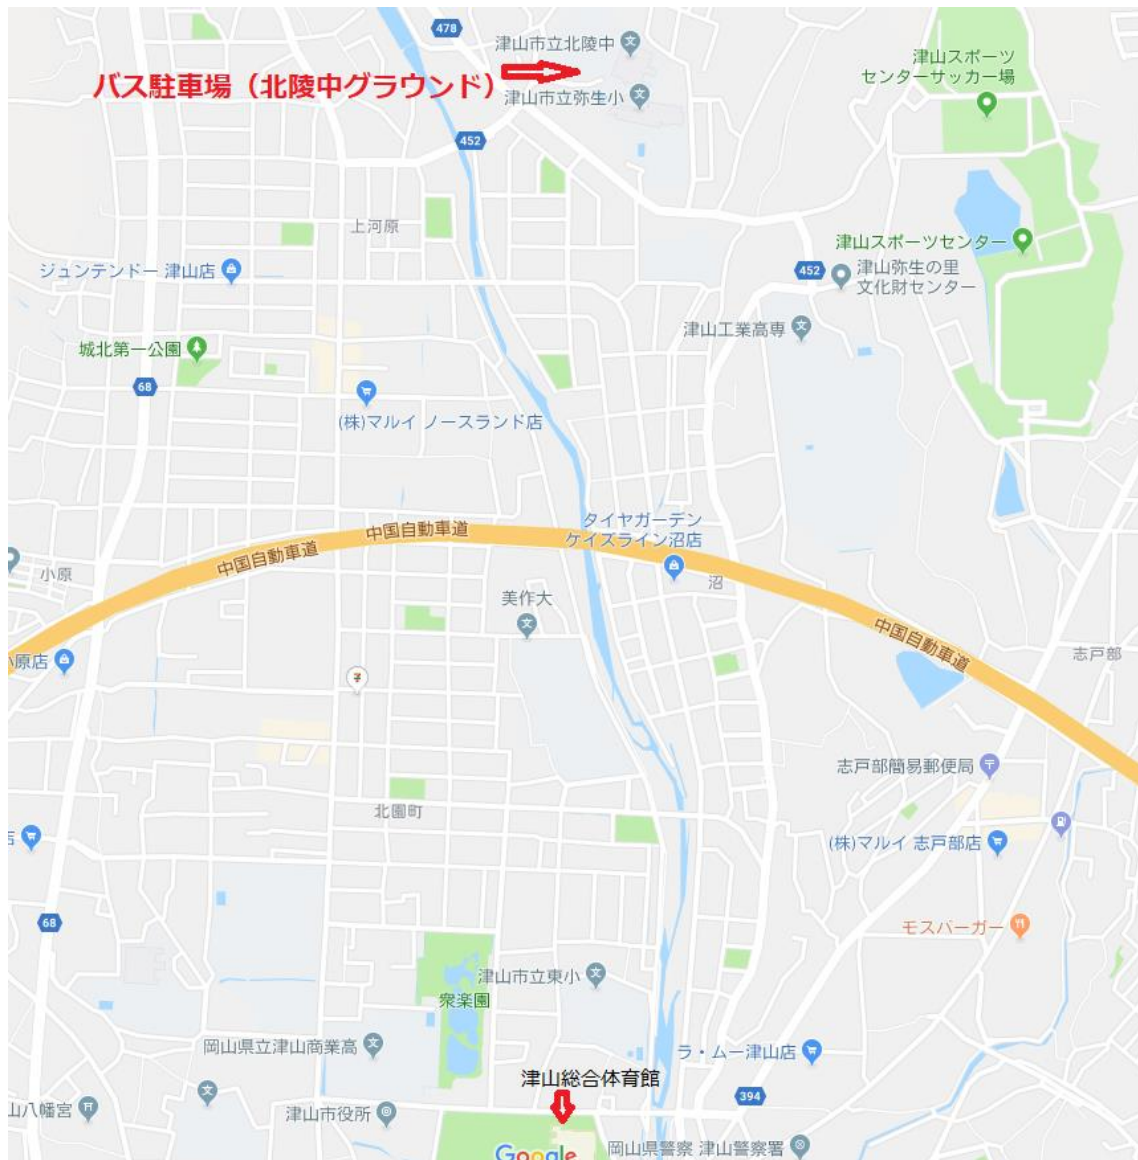 478
津山市立北陵中
津山スポーツ
センターサッカー場
バス駐車場（北陵中グラウンド）
津山市立弥生小
452
上河原
津山スポーツセンター
ジュンテンドー 津山店
452
津山弥生の里
文化財センター
津山工業高専
城北第一公園
68
(株)マルイ ノースランド店
タイヤガーデン
ケイズライン沼店
中国自動車道
中国自動車道
小原
沼
美作大
中国自動車道
志戸部
原店
志戸部簡易郵便局
北園町
(株)マルイ 志戸部店
店
68
モスバーガー
津山市立東小
衆楽園
岡山県立津山商業高
ラ・ムー津山店
津山総合体育館
394
山八幡宮
津山市役所
岡山県警察 津山警察署
Google